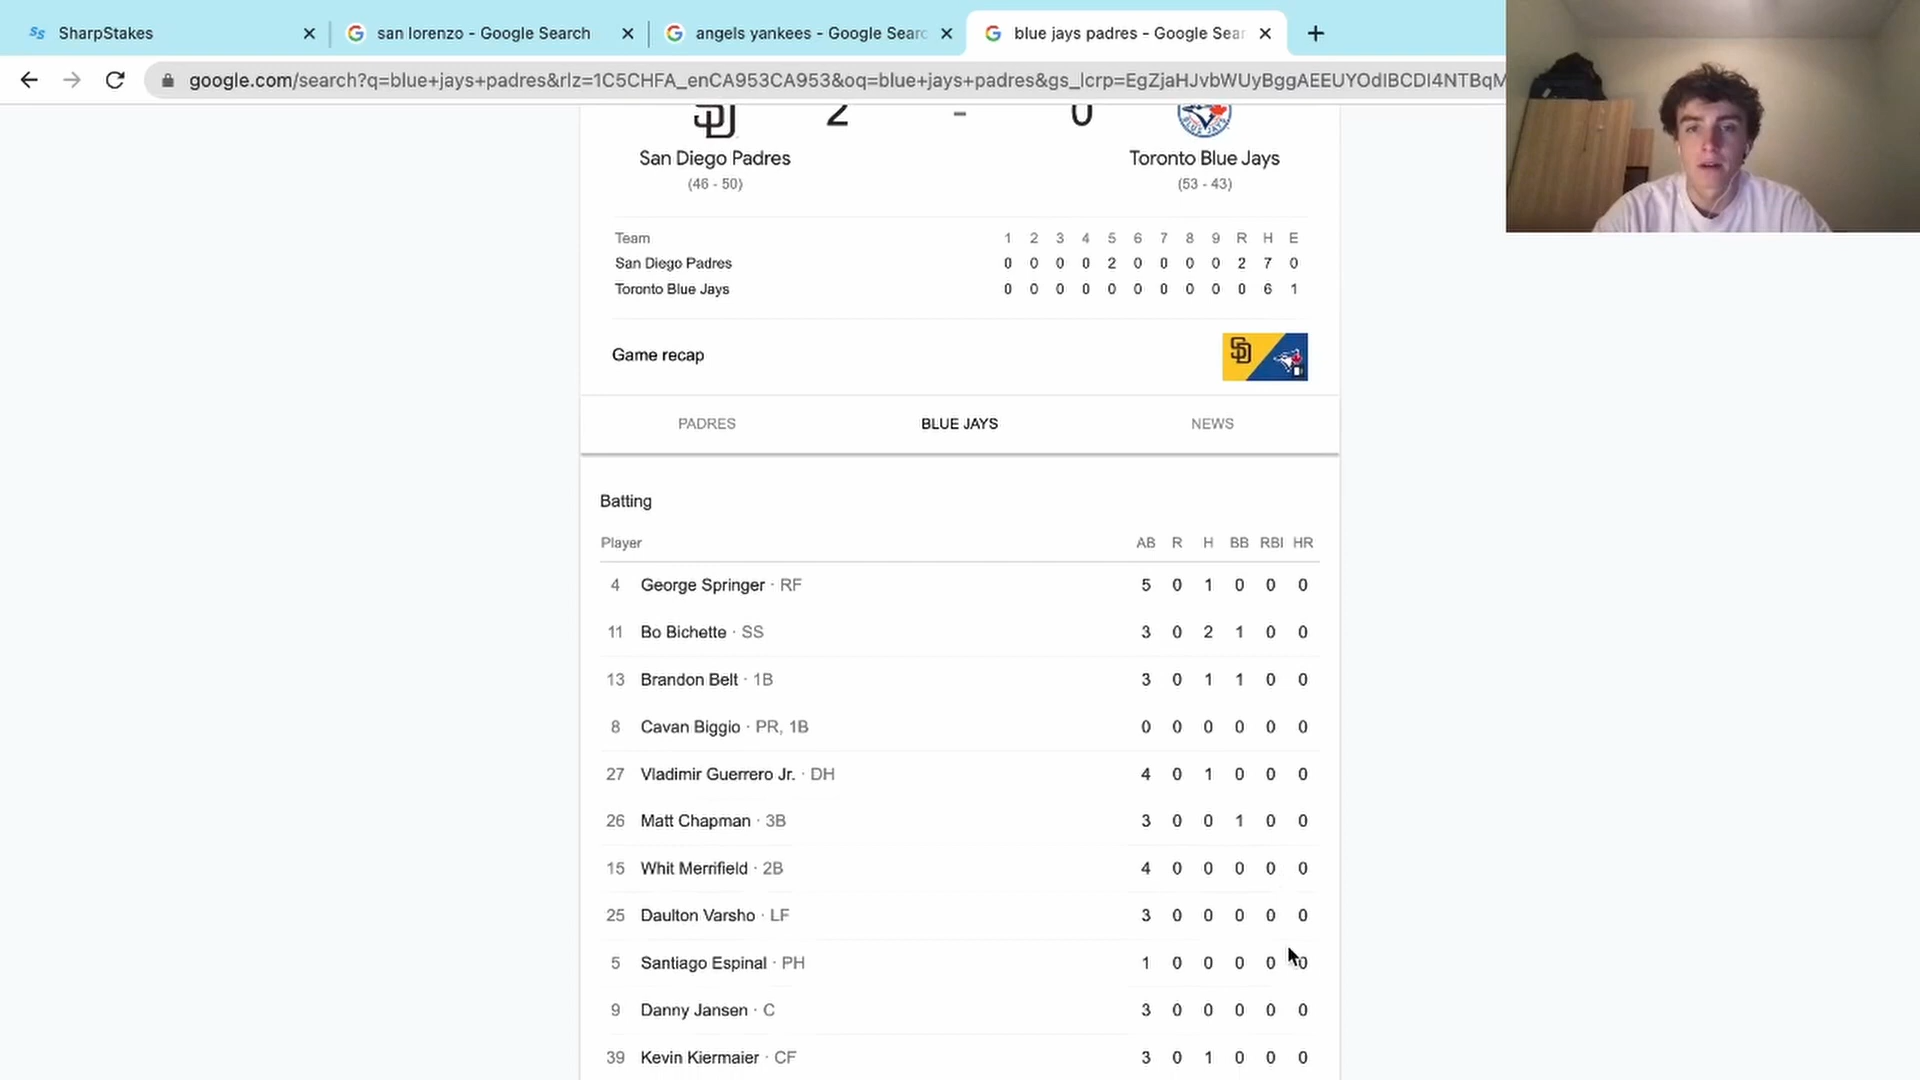 SharpStakes
san lorenzo - Google Search
angels yankees - Google Searc
blue jays padres - Google Sear
google.com/search?q=blue+jays+padres&rlz=1C5CHFA_enCA953CA953&oq=blue+jays+padres&gs_lcrp=EgZjaHJvbWUyBggAEEUYOdIBCDI4NTBqM
2 - 0
San Diego Padres Toronto Blue Jays
(46 - 50) (53 - 43)
Team 1 2 3 4 5 6 7 8 9 R H E
San Diego Padres 0 0 0 0 2 0 0 0 0 2 7 0
Toronto Blue Jays 0 0 0 0 0 0 0 0 0 0 6 1
Game recap
PADRES BLUE JAYS NEWS
Batting
Player AB R H BB RBI HR
4 George Springer · RF 5 0 1 0 0 0
11 Bo Bichette · SS 3 0 2 1 0 0
13 Brandon Belt · 1B 3 0 1 1 0 0
8 Cavan Biggio · PR, 1B 0 0 0 0 0 0
27 Vladimir Guerrero Jr. · DH 4 0 1 0 0 0
26 Matt Chapman · 3B 3 0 0 1 0 0
15 Whit Merrifield · 2B 4 0 0 0 0 0
25 Daulton Varsho · LF 3 0 0 0 0 0
5 Santiago Espinal · PH 1 0 0 0 0 0
9 Danny Jansen · C 3 0 0 0 0 0
39 Kevin Kiermaier · CF 3 0 1 0 0 0